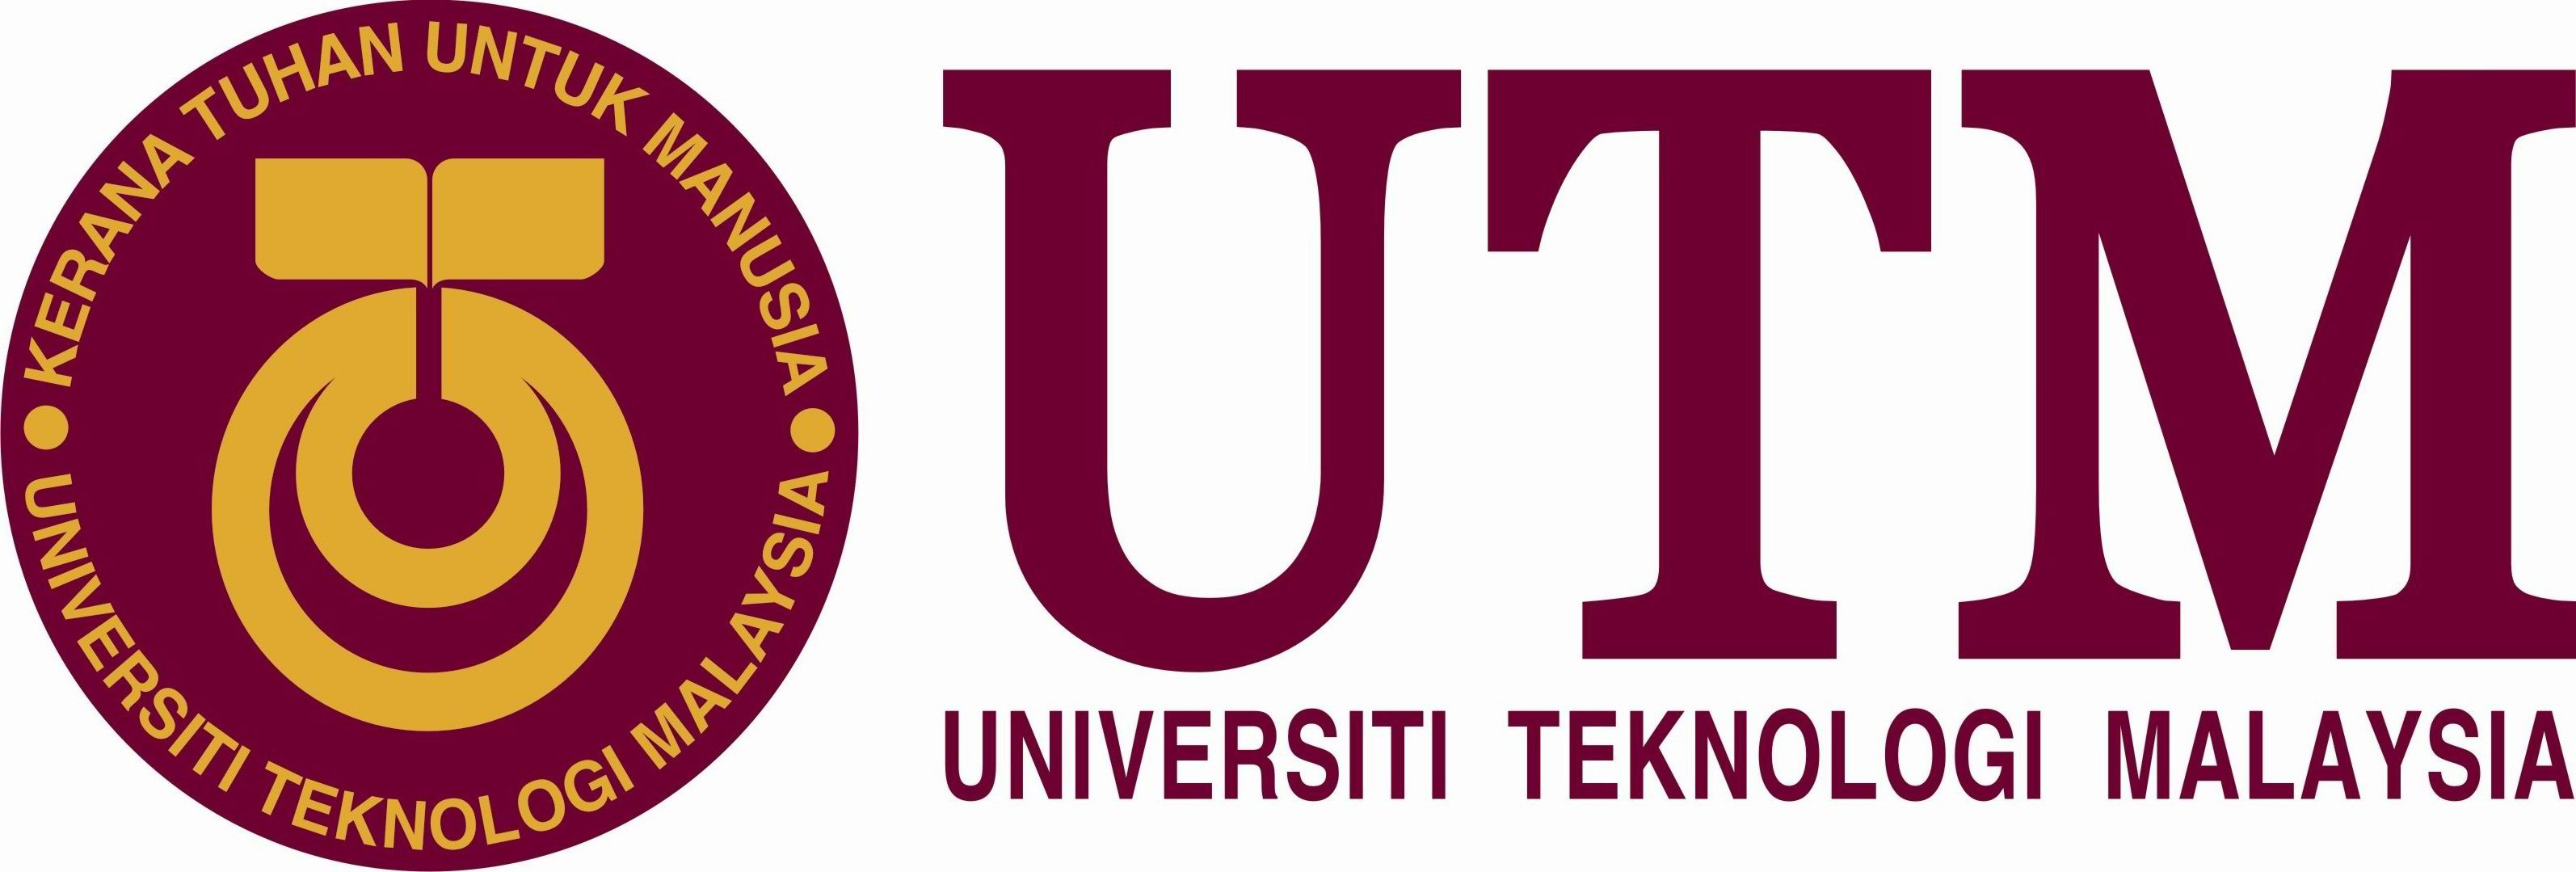 KERANA TUHAN UNTUK MANUSIA
UNIVERSITI TEKNOLOGI MALAYSIA
UTM
UNIVERSITI TEKNOLOGI MALAYSIA